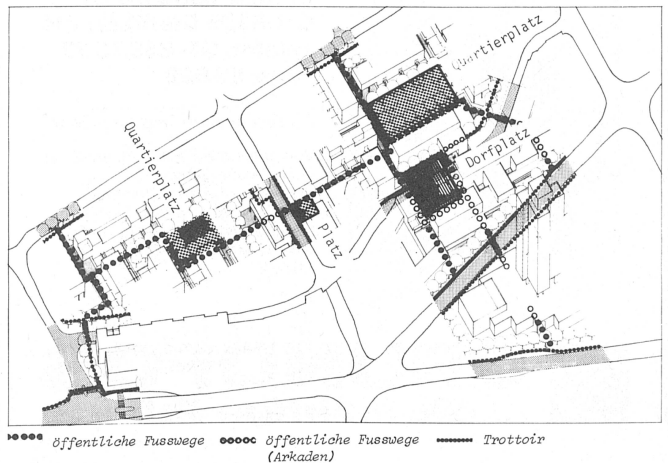 Quartierplatz
Quartierplatz
Dorfplatz
Platz
öffentliche Fusswege
öffentliche Fusswege
(Arkaden)
Trottoir